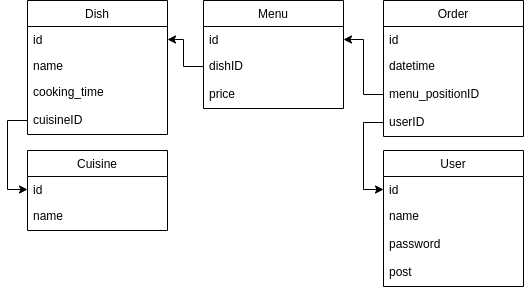 Dish
id
name
cooking_time
cuisineID
Cuisine
id
name
Menu
id
dishID
price
Order
id
datetime
menu_positionID
userID
User
id
name
password
post